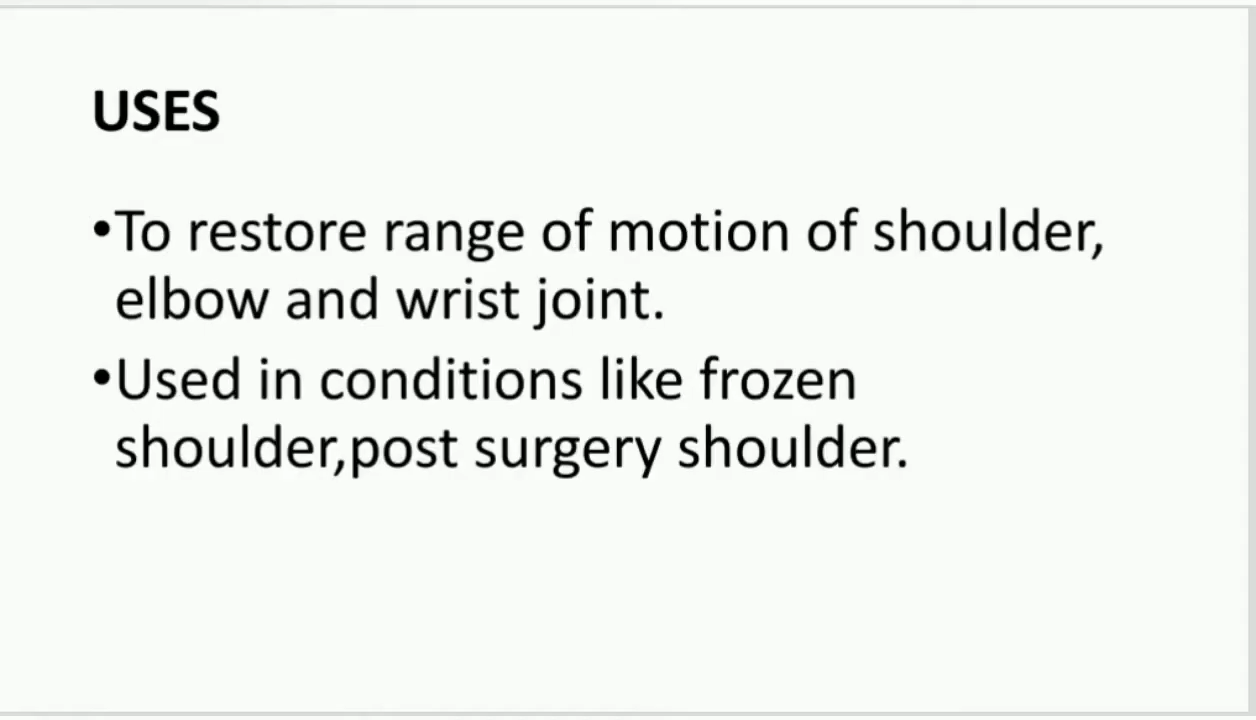 USES
•To restore range of motion of shoulder,
elbow and wrist joint.
•Used in conditions like frozen
shoulder,post surgery shoulder.